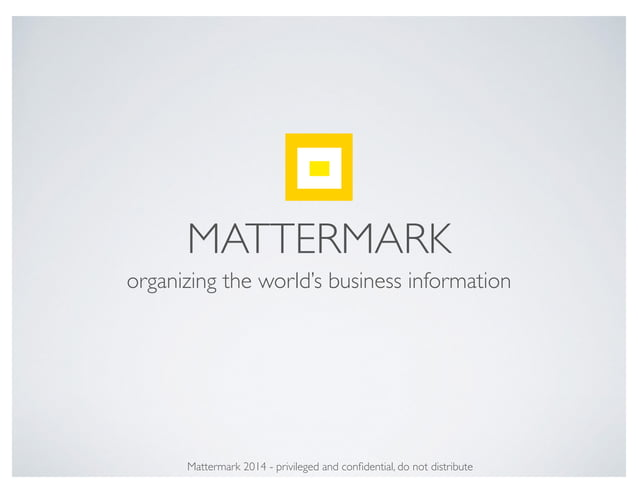 MATTERMARK
organizing the world’s business information
Mattermark 2014 - privileged and confidential, do not distribute